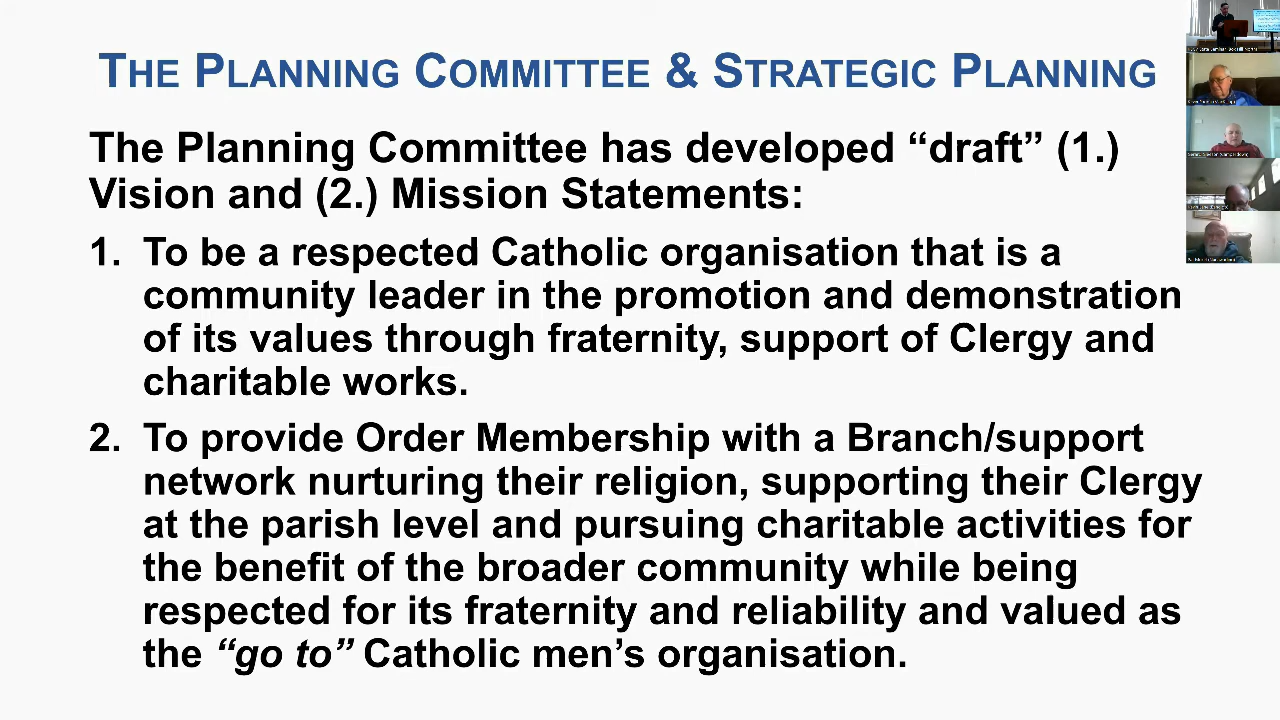 THE PLANNING COMMITTEE & STRATEGIC PLANNING
The Planning Committee has developed “draft” (1.)
Vision and (2.) Mission Statements:
1. To be a respected Catholic organisation that is a
community leader in the promotion and demonstration
of its values through fraternity, support of Clergy and
charitable works.
2. To provide Order Membership with a Branch/support
network nurturing their religion, supporting their Clergy
at the parish level and pursuing charitable activities for
the benefit of the broader community while being
respected for its fraternity and reliability and valued as
the “go to” Catholic men’s organisation.